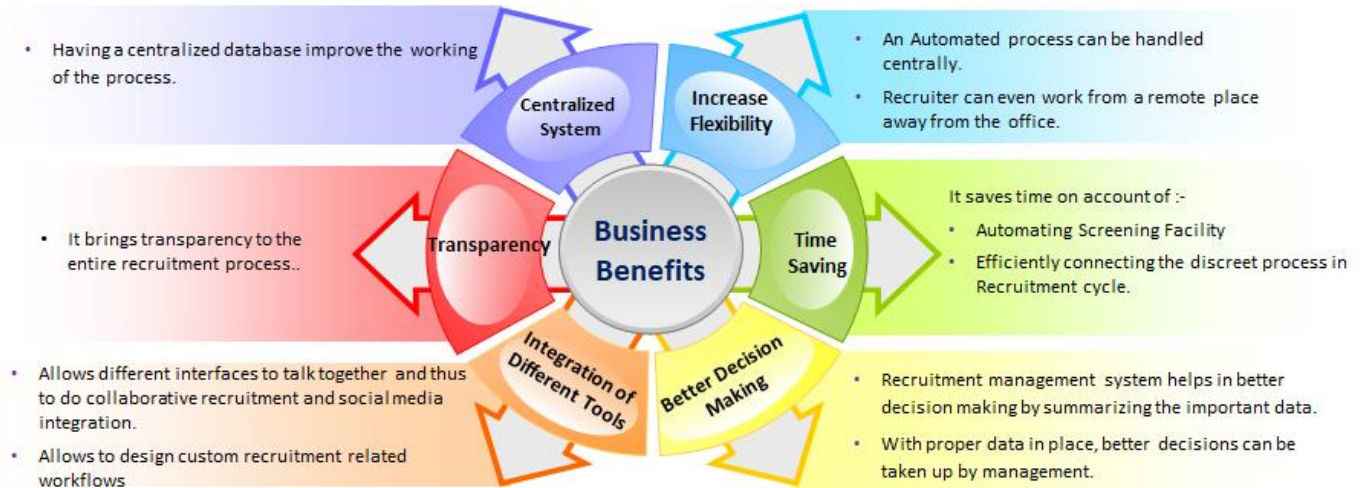 • Having a centralized database improve the working
of the process.
Centralized
System
Increase
Flexibility
• An Automated process can be handled
centrally.
• Recruiter can even work from a remote place
away from the office.
• It brings transparency to the
entire recruitment process..
Transparency
Business
Benefits
Time
Saving
It saves time on account of :-
• Automating Screening Facility
• Efficiently connecting the discreet process in
Recruitment cycle.
• Allows different interfaces to talk together and thus
to do collaborative recruitment and social media
integration.
• Allows to design custom recruitment related
workflows
Integration of
Different Tools
Better Decision
Making
• Recruitment management system helps in better
decision making by summarizing the important data.
• With proper data in place, better decisions can be
taken up by management.